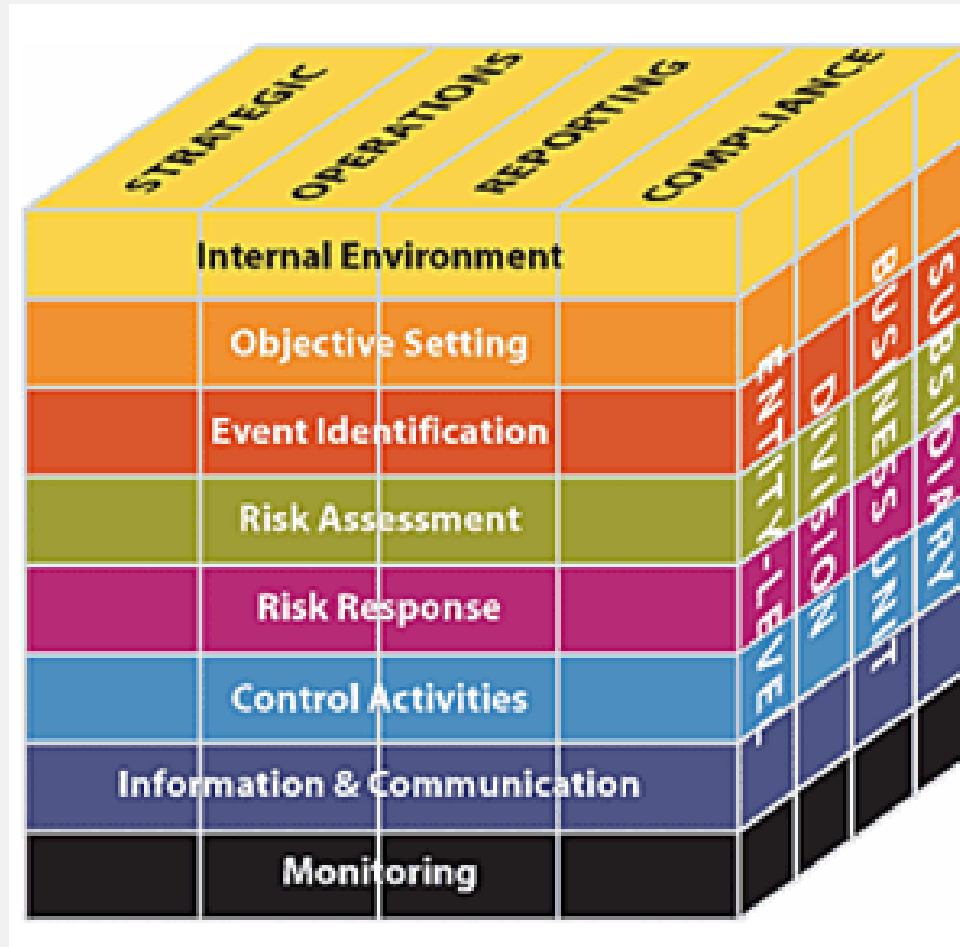 STRATEGIC
OPERATIONS
REPORTING
COMPLIANCE
Internal Environment
Objective Setting
Event Identification
Risk Assessment
Risk Response
Control Activities
Information & Communication
Monitoring
ENTITY-LEVEL
DIVISION
BUSINESS UNIT
SUBSIDIARY